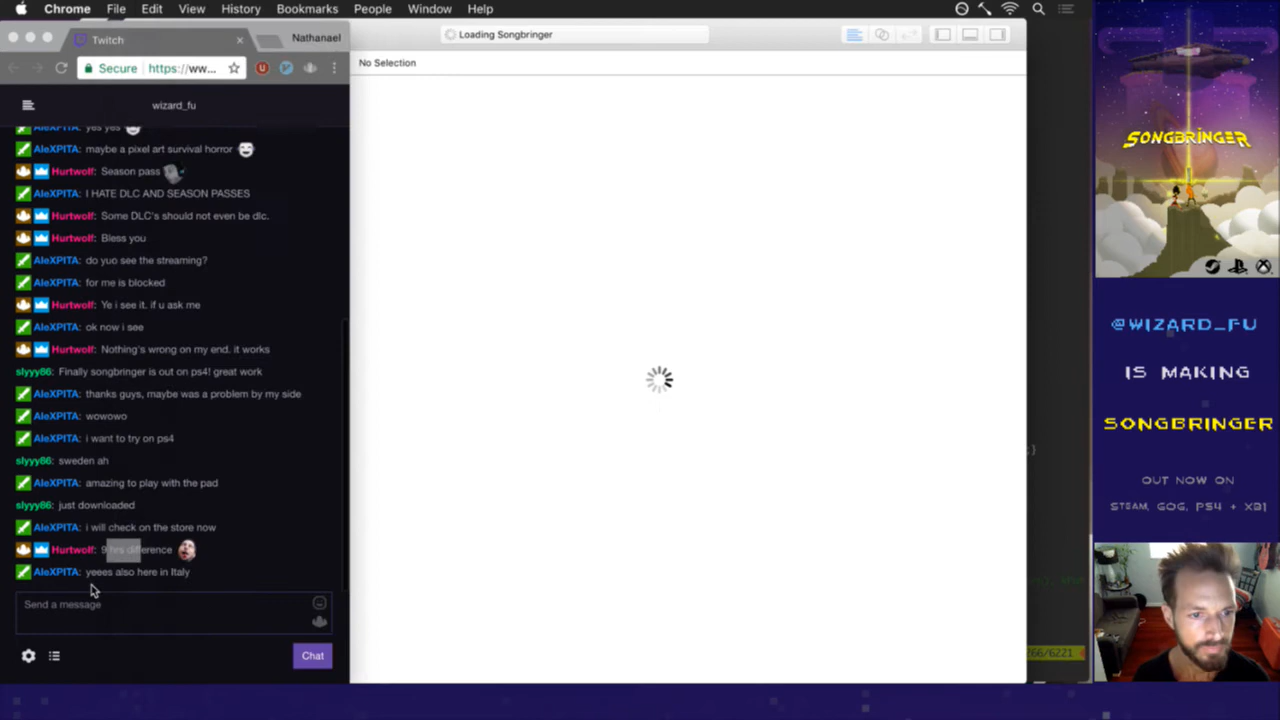 Chrome File Edit View History Bookmarks People Window Help
Twitch
Nathanael
Secure https://ww...
Loading Songbringer
No Selection
wizard_fu
AleXPITA: yes yes
AleXPITA: maybe a pixel art survival horror
Hurtwolf: Season pass
AleXPITA: I HATE DLC AND SEASON PASSES
Hurtwolf: Some DLC's should not even be dlc.
Hurtwolf: Bless you
AleXPITA: do yuo see the streaming?
AleXPITA: for me is blocked
Hurtwolf: Ye i see it. if u ask me
AleXPITA: ok now i see
Hurtwolf: Nothing's wrong on my end. it works
slyyy86: Finally songbringer is out on ps4! great work
AleXPITA: thanks guys, maybe was a problem by my side
AleXPITA: wowowo
AleXPITA: i want to try on ps4
slyyy86: sweden ah
AleXPITA: amazing to play with the pad
slyyy86: just downloaded
AleXPITA: i will check on the store now
Hurtwolf: 9 hrs difference
AleXPITA: yeees also here in Italy
Send a message
Chat
SONGBRINGER
@WIZARD_FU
IS MAKING
SONGBRINGER
OUT NOW ON
STEAM, GOG, PS4 + XB1
/6221